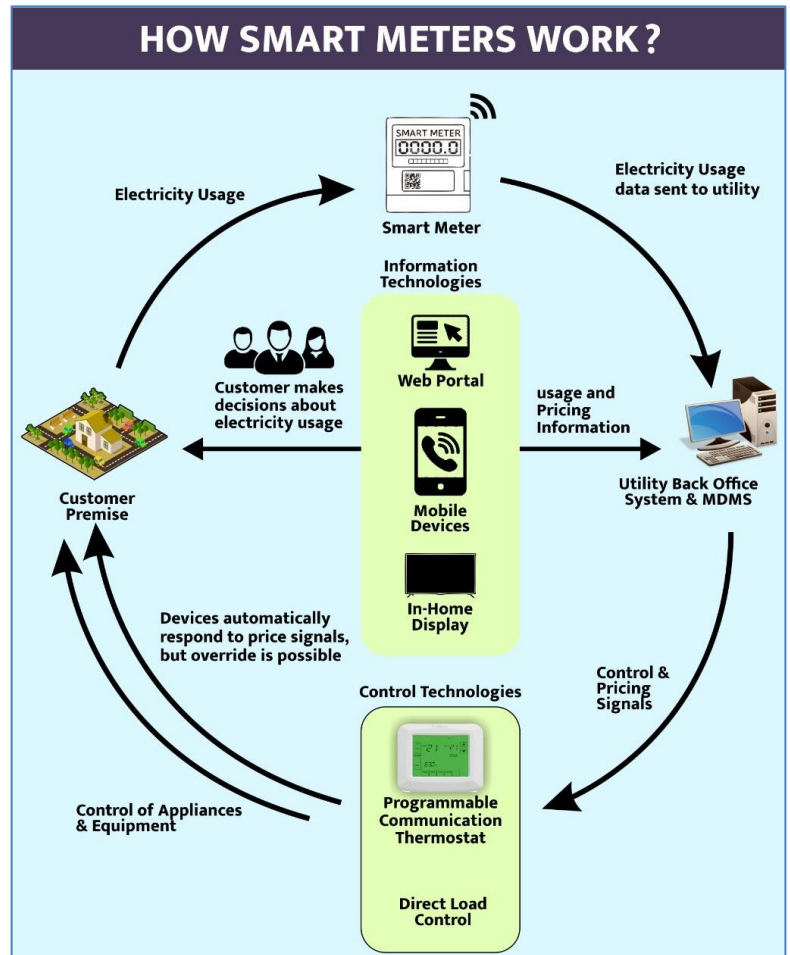 HOW SMART METERS WORK?
SMART METER
0000.0
Electricity Usage
Smart Meter
Electricity Usage
data sent to utility
Information
Technologies
Web Portal
Customer makes
decisions about
electricity usage
usage and
Pricing
Information
Mobile
Devices
Customer
Premise
Utility Back Office
System & MDMS
In-Home
Display
Devices automatically
respond to price signals,
but override is possible
Control &
Pricing
Signals
Control Technologies
Programmable
Communication
Thermostat
Control of Appliances
& Equipment
Direct Load
Control